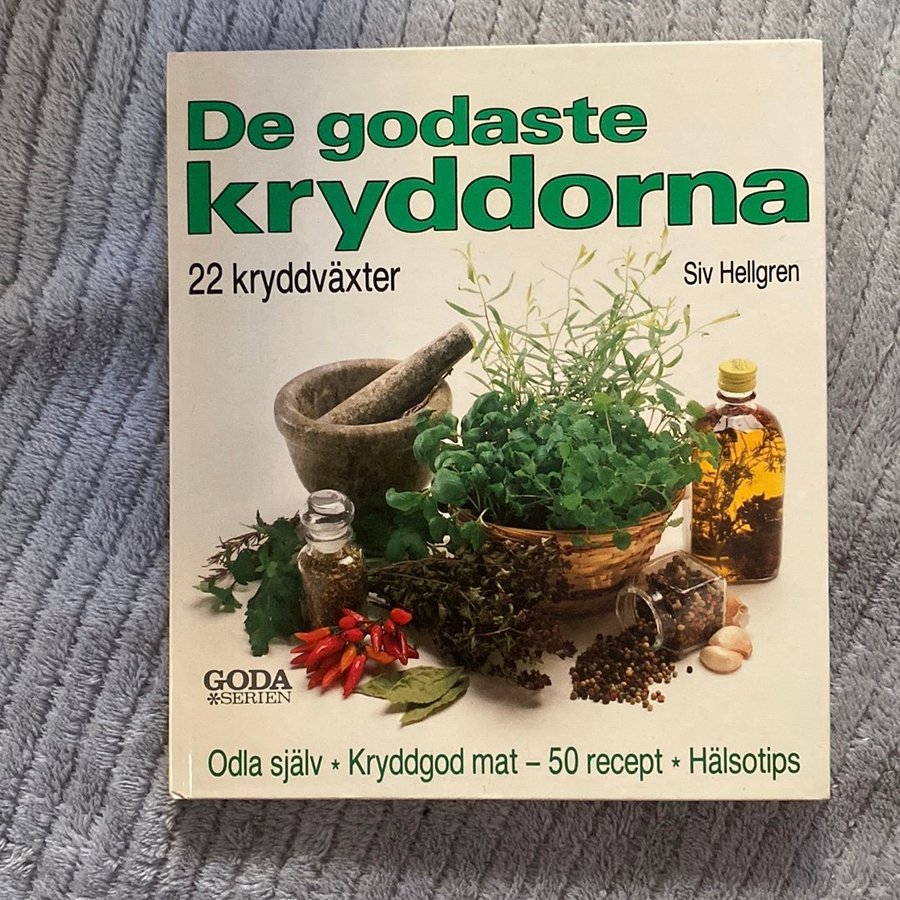 De godaste
kryddorna
22 kryddväxter
Siv Hellgren
GODA
*SERIEN
Odla själv * Kryddgod mat – 50 recept * Hälsotips